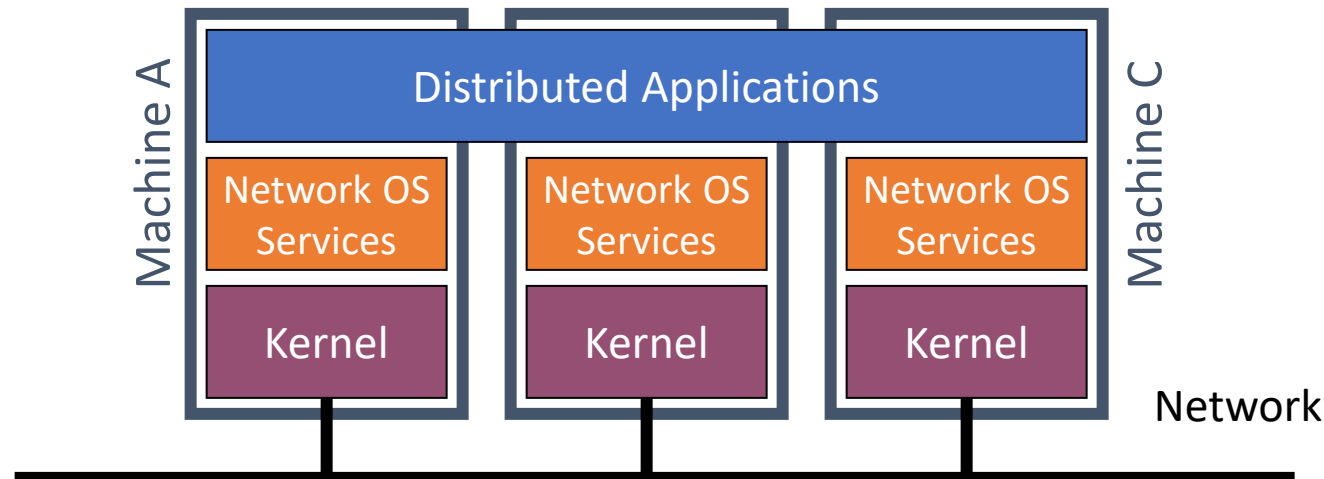 Machine A
Distributed Applications
Machine C
Network OS
Services
Network OS
Services
Network OS
Services
Kernel
Kernel
Kernel
Network